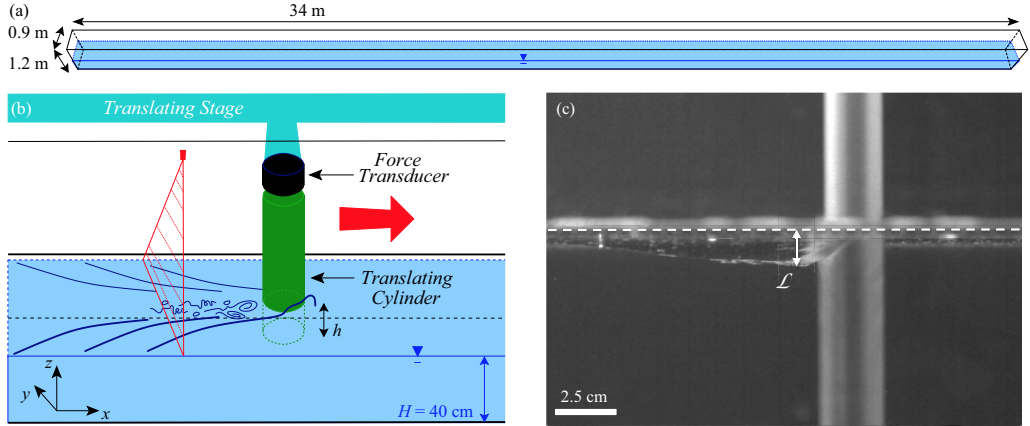 (a)
34 m
0.9 m
1.2 m
(b)
Translating Stage
Force
Transducer
Translating
Cylinder
h
z
y
x
H = 40 cm
(c)
ℒ
2.5 cm